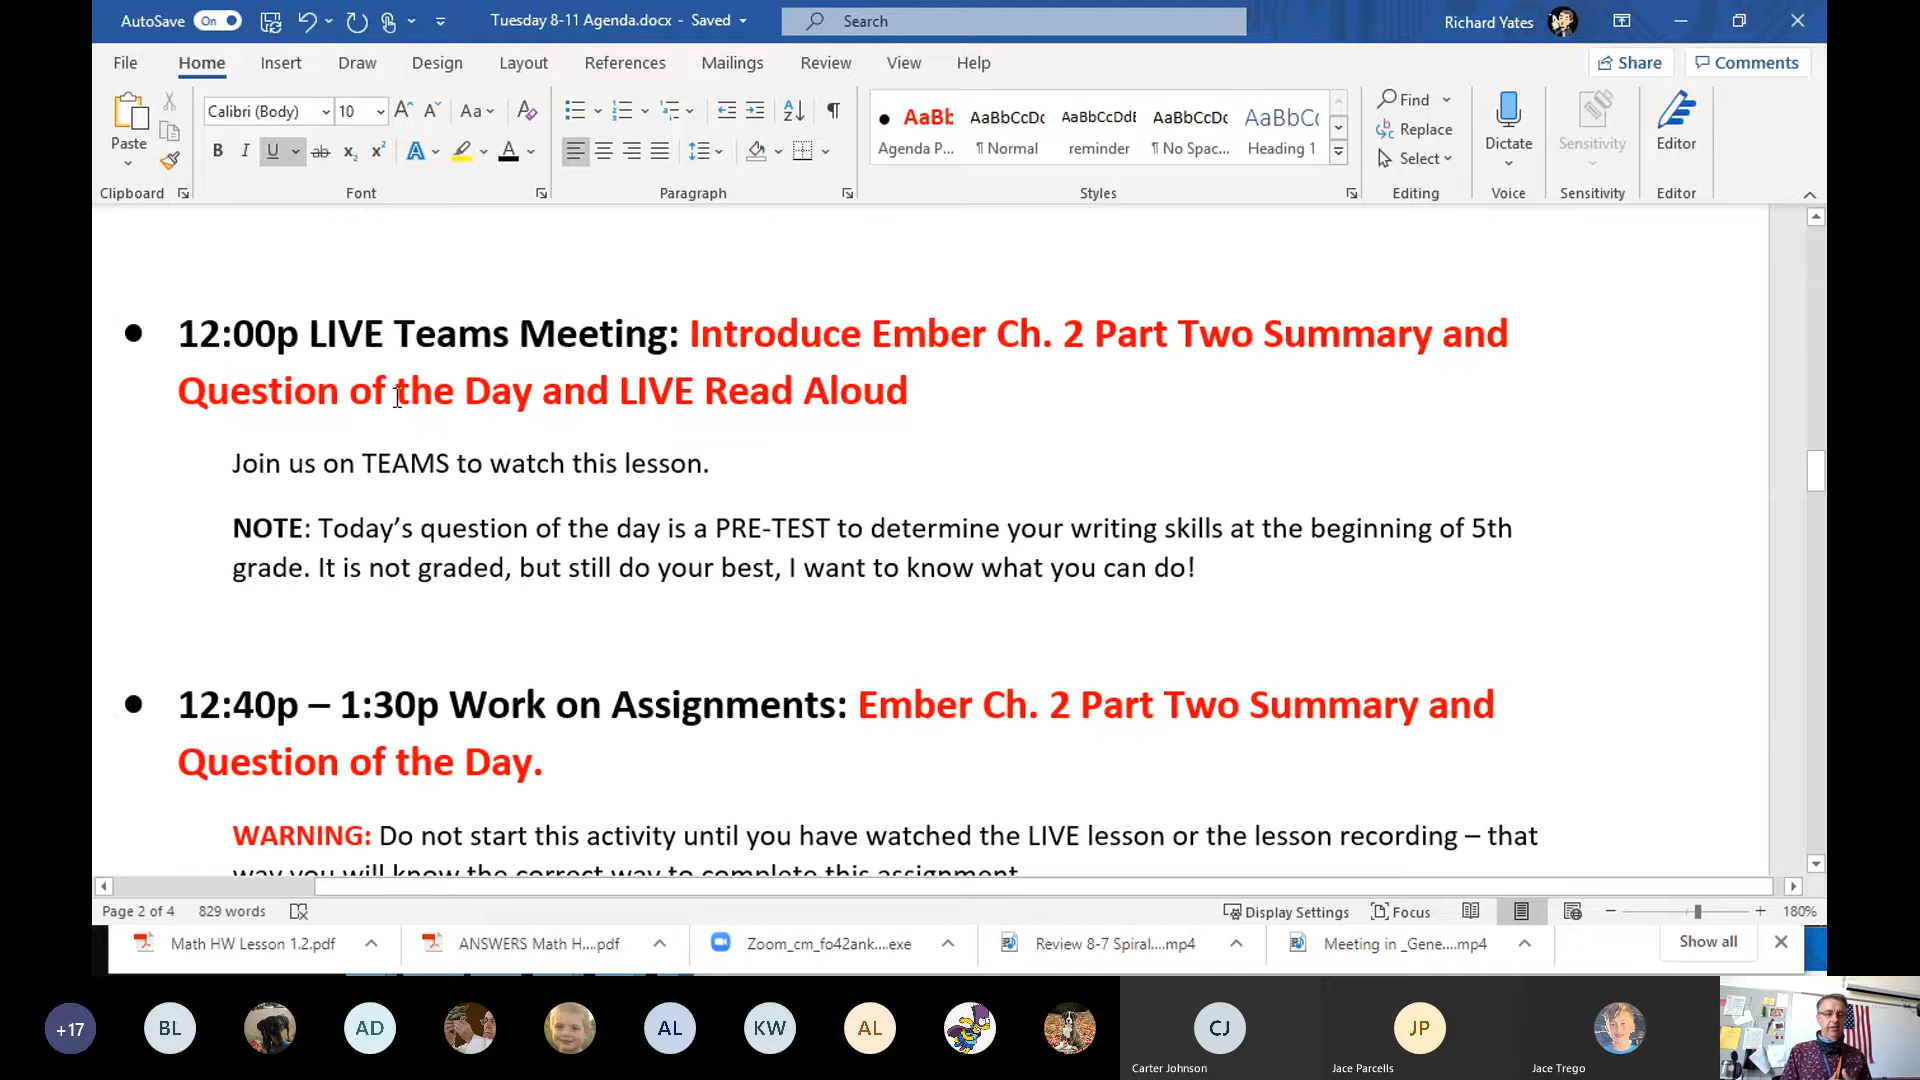 AutoSave On Tuesday 8-11 Agenda.docx - Saved Search Richard Yates
File Home Insert Draw Design Layout References Mailings Review View Help Share Comments
Paste
Clipboard
Calibri (Body) 10 Aa
B I U ab x₂ x² A A
Font
Paragraph
AaBb AaBbCcDc AaBbCcDdE AaBbCcDc AaBbCc
Agenda P... ¶ Normal reminder ¶ No Spac... Heading 1
Styles
Find
Replace
Select
Editing
Dictate
Voice
Sensitivity
Sensitivity
Editor
Editor
12:00p LIVE Teams Meeting: Introduce Ember Ch. 2 Part Two Summary and
Question of the Day and LIVE Read Aloud
Join us on TEAMS to watch this lesson.
NOTE: Today’s question of the day is a PRE-TEST to determine your writing skills at the beginning of 5th
grade. It is not graded, but still do your best, I want to know what you can do!
12:40p – 1:30p Work on Assignments: Ember Ch. 2 Part Two Summary and
Question of the Day.
WARNING: Do not start this activity until you have watched the LIVE lesson or the lesson recording – that
way you will know the correct way to complete this assignment.
Page 2 of 4 829 words Display Settings Focus 180%
Math HW Lesson 1.2.pdf ANSWERS Math H....pdf Zoom_cm_fo42ank....exe Review 8-7 Spiral....mp4 Meeting in _Gene....mp4 Show all
+17 BL AD AL KW AL CJ JP
Carter Johnson Jace Parcells Jace Trego